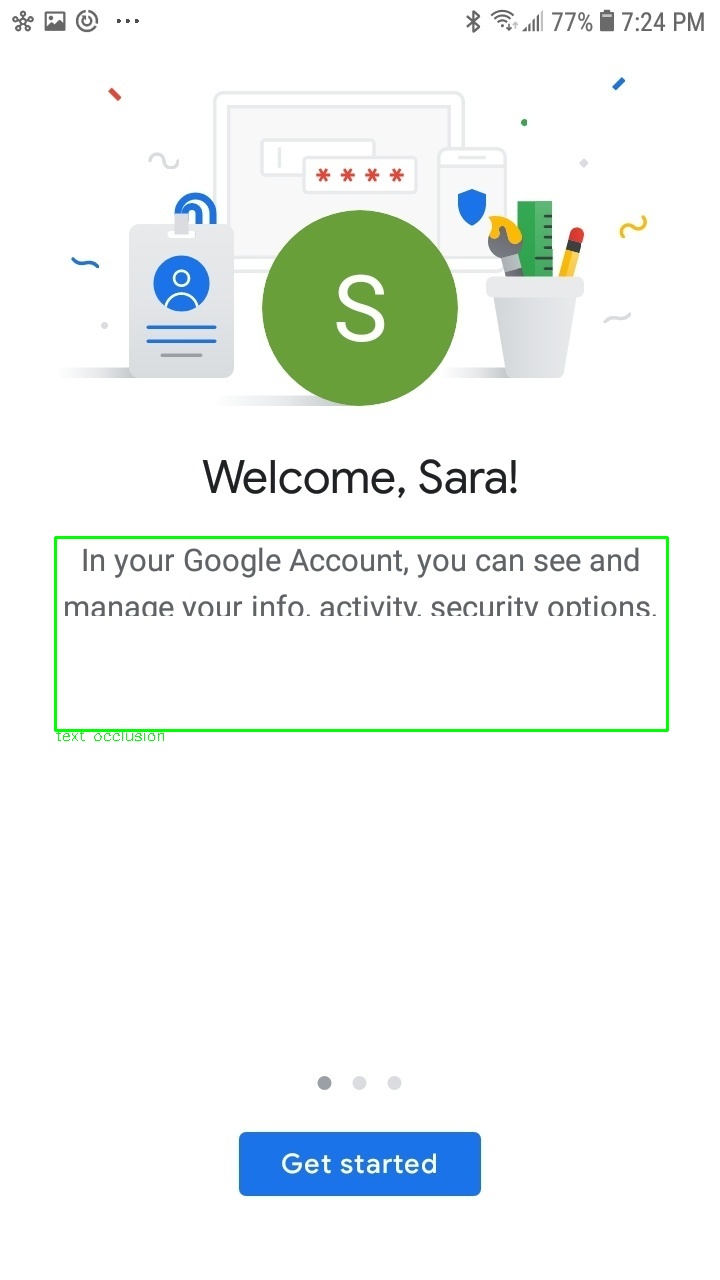 77% 7:24 PM
* * * *
S
Welcome, Sara!
In your Google Account, you can see and
manage your info, activity, security options,
text occlusion
Get started